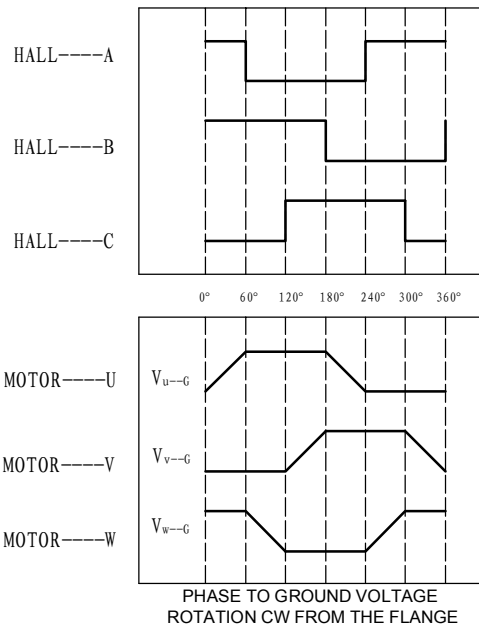 HALL----A
HALL----B
HALL----C
0° 60° 120° 180° 240° 300° 360°
MOTOR----U Vu--G
MOTOR----V Vv--G
MOTOR----W Vw--G
PHASE TO GROUND VOLTAGE
ROTATION CW FROM THE FLANGE